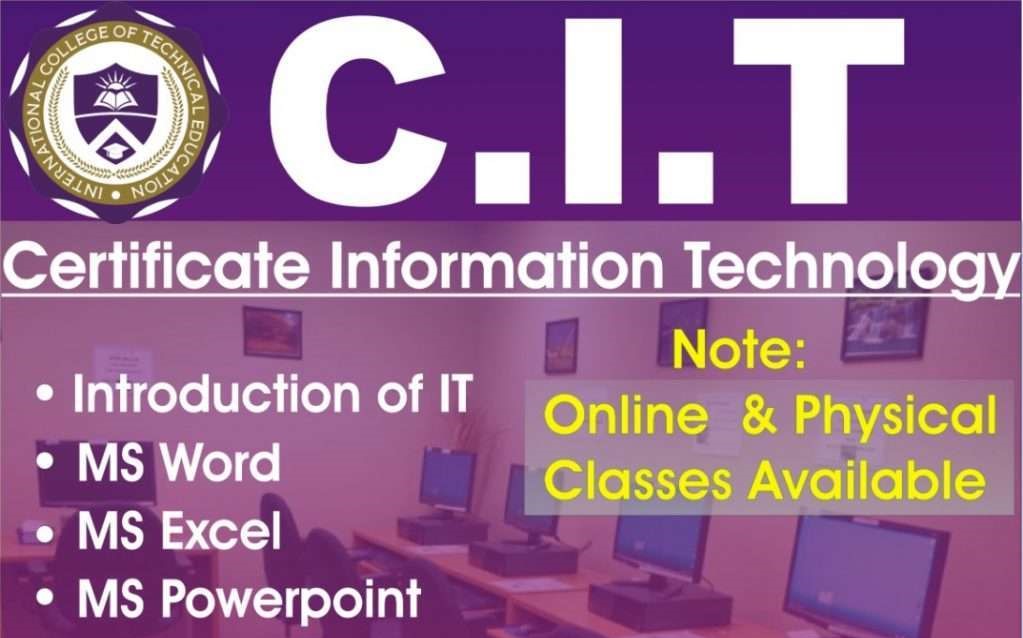 INTERNATIONAL COLLEGE OF TECHNICAL EDUCATION
C.I.T
Certificate Information Technology
• Introduction of IT
• MS Word
• MS Excel
• MS Powerpoint
Note:
Online & Physical
Classes Available